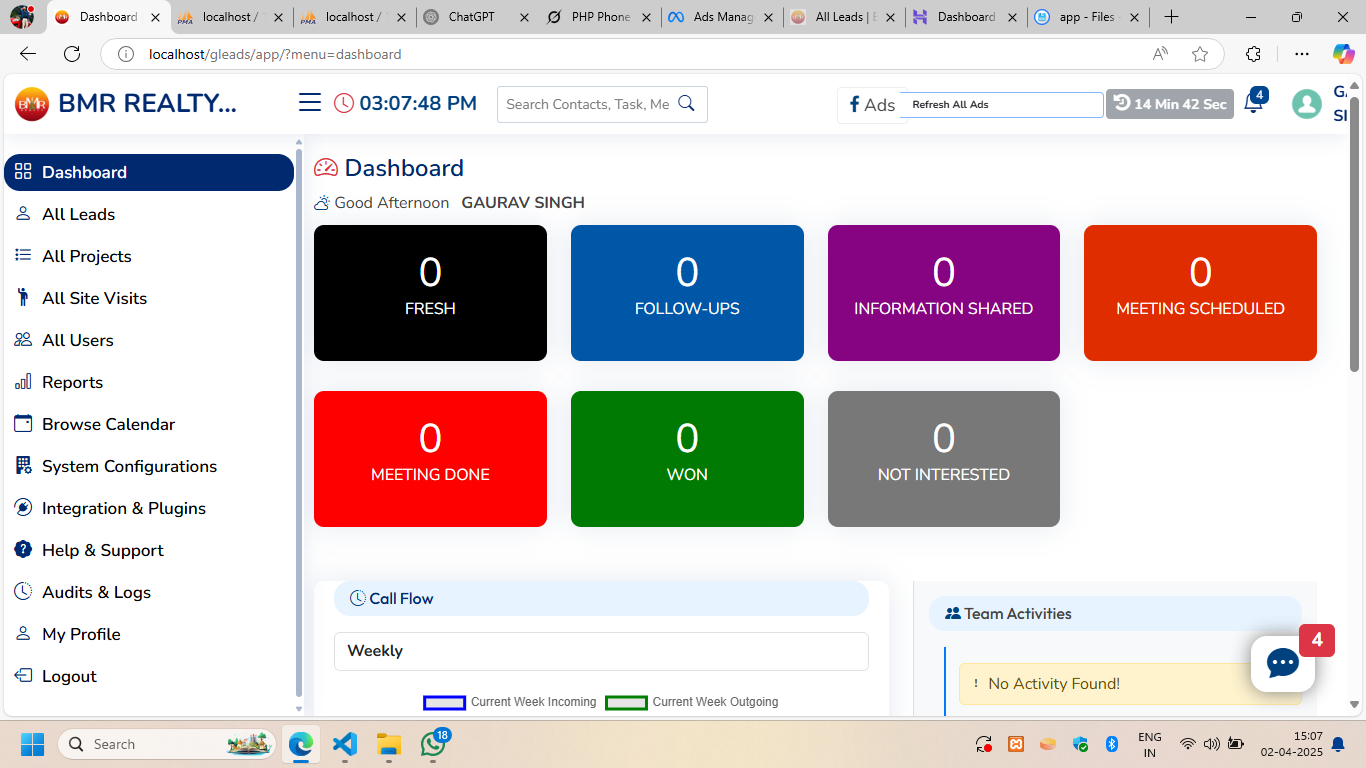 Dashboard
localhost /
localhost /
ChatGPT
PHP Phone
Ads Manag
All Leads |
Dashboard
app - Files
localhost/gleads/app/?menu=dashboard
BMR
BMR REALTY...
03:07:48 PM
Search Contacts, Task, Me
Ads
Refresh All Ads
14 Min 42 Sec
4
Dashboard
All Leads
All Projects
All Site Visits
All Users
Reports
Browse Calendar
System Configurations
Integration & Plugins
Help & Support
Audits & Logs
My Profile
Logout
Dashboard
Good Afternoon GAURAV SINGH
0
FRESH
0
FOLLOW-UPS
0
INFORMATION SHARED
0
MEETING SCHEDULED
0
MEETING DONE
0
WON
0
NOT INTERESTED
Call Flow
Weekly
Current Week Incoming
Current Week Outgoing
Team Activities
! No Activity Found!
4
Search
18
ENG
IN
15:07
02-04-2025